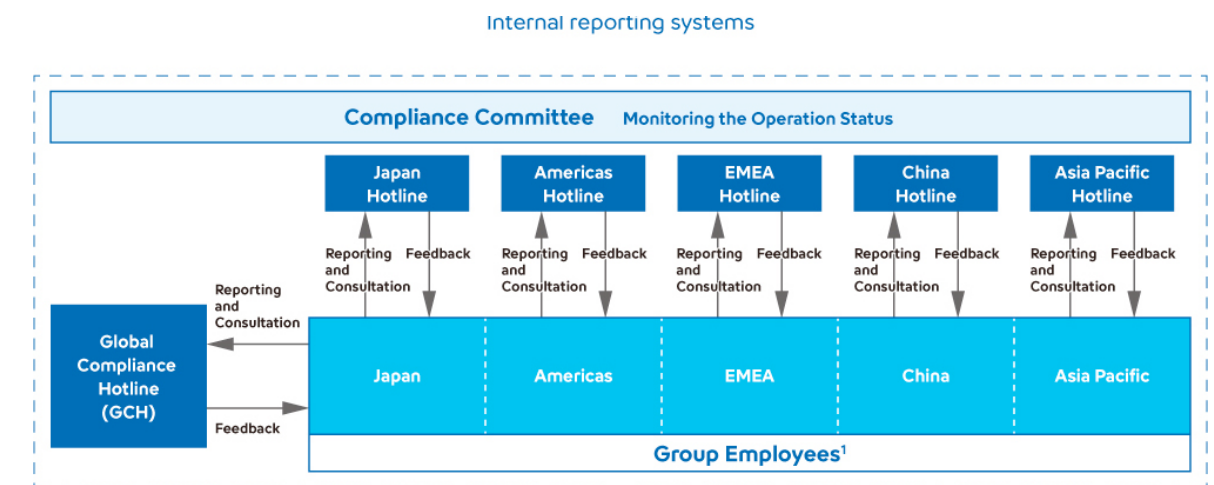 Internal reporting systems
Compliance Committee Monitoring the Operation Status
Japan
Hotline
Americas
Hotline
EMEA
Hotline
China
Hotline
Asia Pacific
Hotline
Reporting
and
Consultation
Feedback
Reporting
and
Consultation
Feedback
Reporting
and
Consultation
Feedback
Reporting
and
Consultation
Feedback
Reporting
and
Consultation
Feedback
Reporting
and
Consultation
Global
Compliance
Hotline
(GCH)
Feedback
Japan
Americas
EMEA
China
Asia Pacific
Group Employees¹